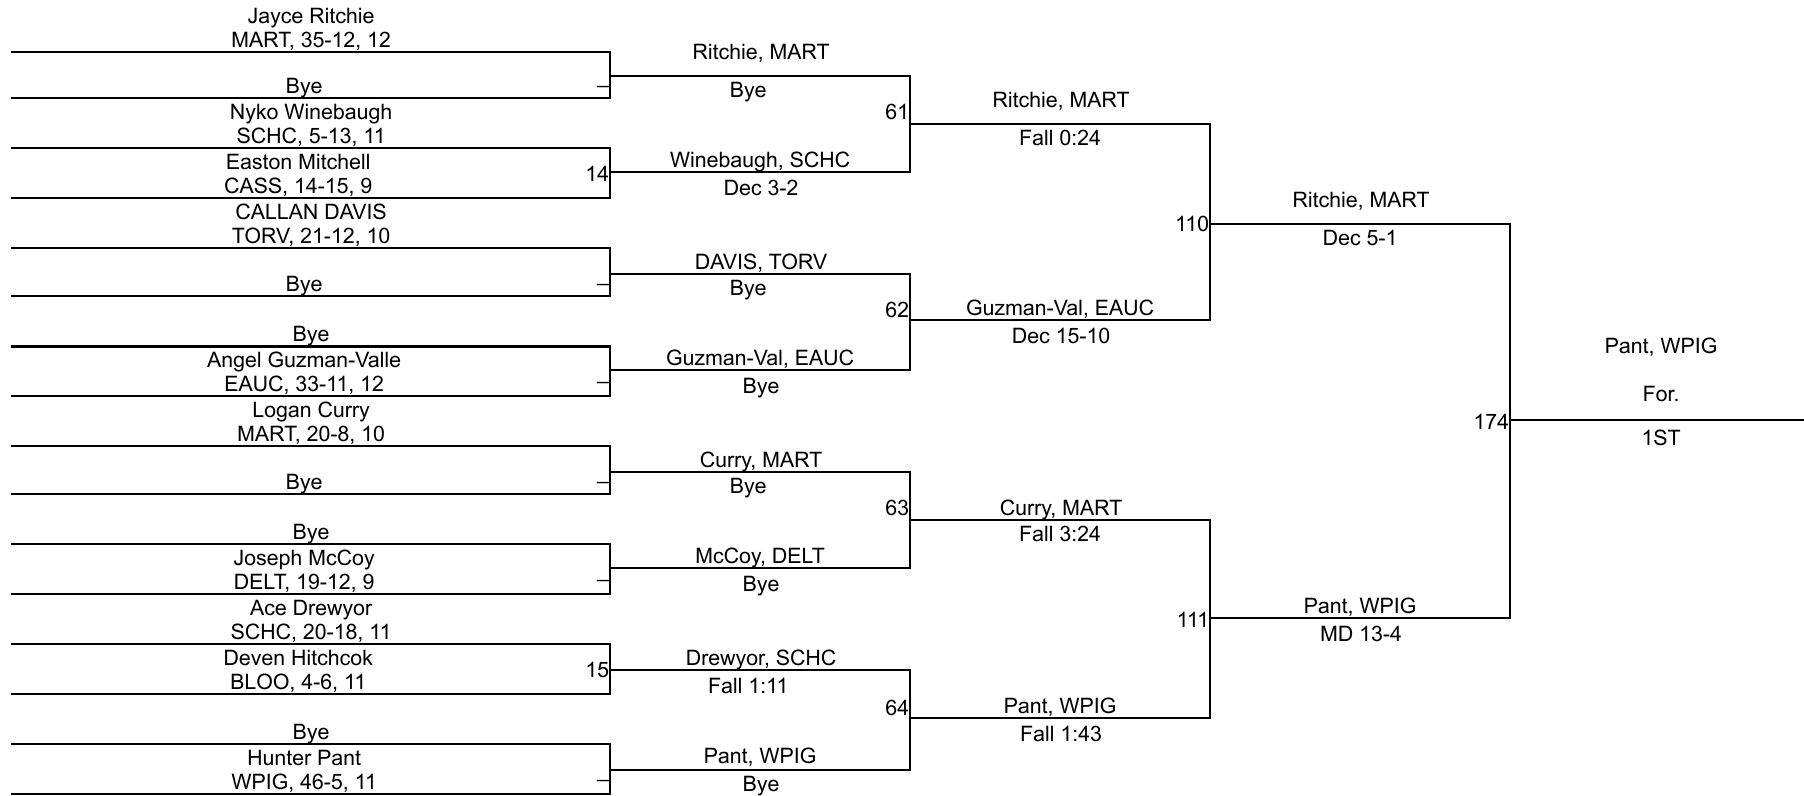 Jayce Ritchie
MART, 35-12, 12
Bye
Nyko Winebaugh
SCHC, 5-13, 11
Easton Mitchell
CASS, 14-15, 9
CALLAN DAVIS
TORV, 21-12, 10
Bye
Bye
Angel Guzman-Valle
EAUC, 33-11, 12
Logan Curry
MART, 20-8, 10
Bye
Bye
Joseph McCoy
DELT, 19-12, 9
Ace Drewyor
SCHC, 20-18, 11
Deven Hitchcok
BLOO, 4-6, 11
Bye
Hunter Pant
WPIG, 46-5, 11
14
15
Ritchie, MART
Bye
Winebaugh, SCHC
Dec 3-2
DAVIS, TORV
Bye
Guzman-Val, EAUC
Bye
Curry, MART
Bye
McCoy, DELT
Bye
Drewyor, SCHC
Fall 1:11
Pant, WPIG
Bye
61
62
63
64
Ritchie, MART
Fall 0:24
Guzman-Val, EAUC
Dec 15-10
Curry, MART
Fall 3:24
Pant, WPIG
Fall 1:43
110
111
Ritchie, MART
Dec 5-1
Pant, WPIG
MD 13-4
174
Pant, WPIG
For.
1ST